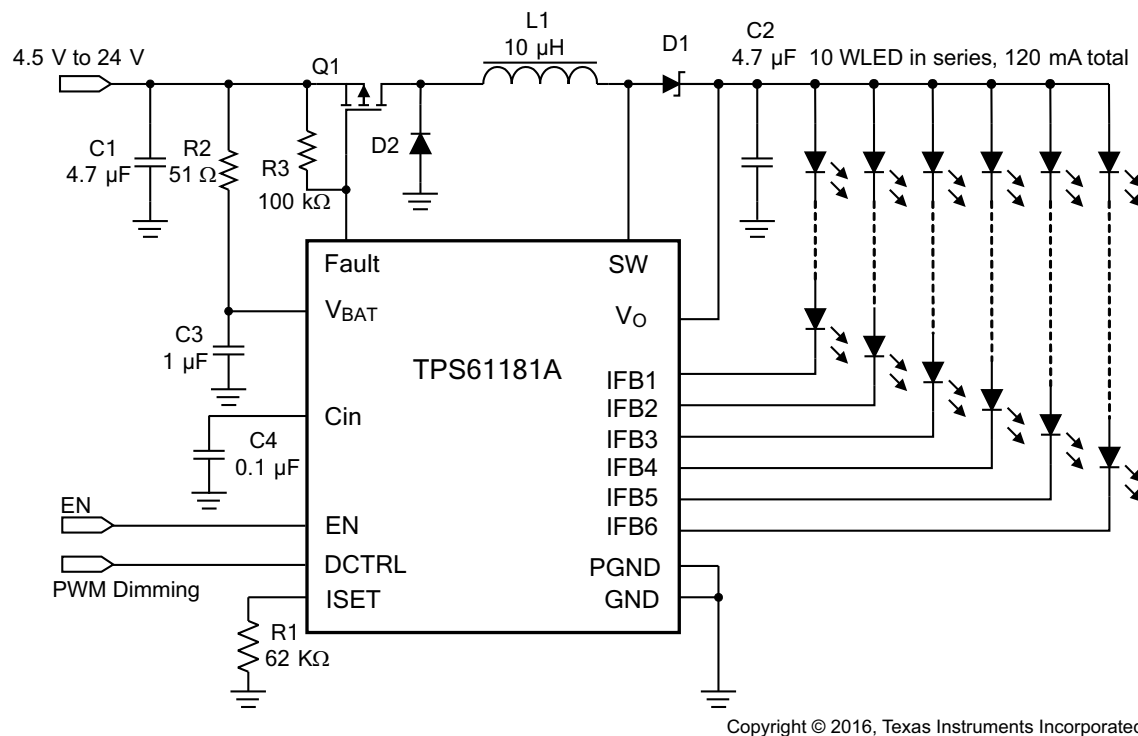 4.5 V to 24 V
Q1
L1
10 µH
D1
C2
4.7 µF
10 WLED in series, 120 mA total
C1
4.7 µF
R2
51 Ω
R3
100 kΩ
D2
Fault
SW
VBAT
VO
C3
1 µF
TPS61181A
IFB1
IFB2
IFB3
IFB4
IFB5
IFB6
Cin
C4
0.1 µF
EN
EN
DCTRL
PWM Dimming
ISET
PGND
GND
R1
62 KΩ
Copyright © 2016, Texas Instruments Incorporated